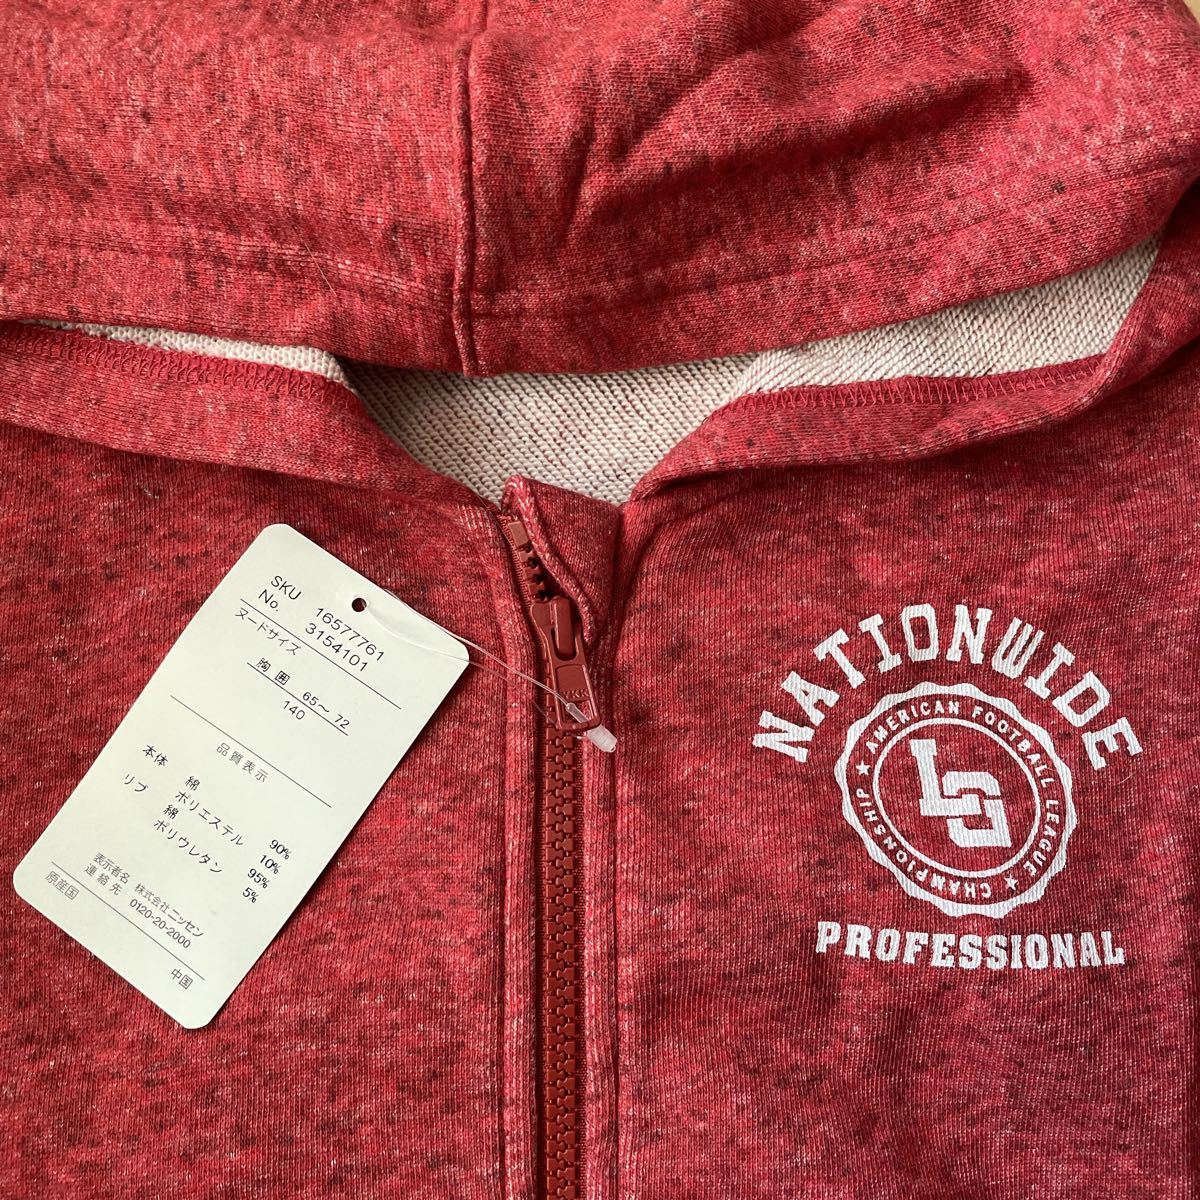 SKU 16577761
No. 3154101
ヌードサイズ
胸囲 65～72
140
品質表示
本体 綿 90%
ポリエステル 10%
リブ 綿 95%
ポリウレタン 5%
表示者名 株式会社ニッセン
連絡先 0120-20-2000
原産国 中国
NATIONWIDE
AMERICAN FOOTBALL LEAGUE ★ CHAMPTIONSHIP ★
LS
PROFESSIONAL